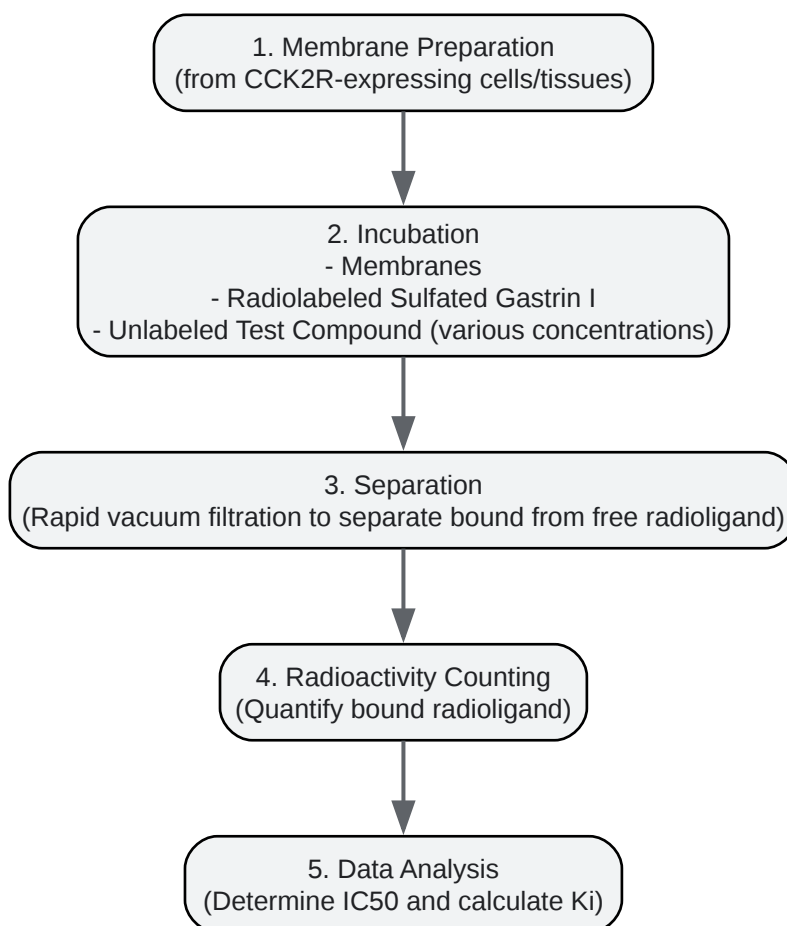 1. Membrane Preparation
(from CCK2R-expressing cells/tissues)
2. Incubation
- Membranes
- Radiolabeled Sulfated Gastrin I
- Unlabeled Test Compound (various concentrations)
3. Separation
(Rapid vacuum filtration to separate bound from free radioligand)
4. Radioactivity Counting
(Quantify bound radioligand)
5. Data Analysis
(Determine IC50 and calculate Ki)